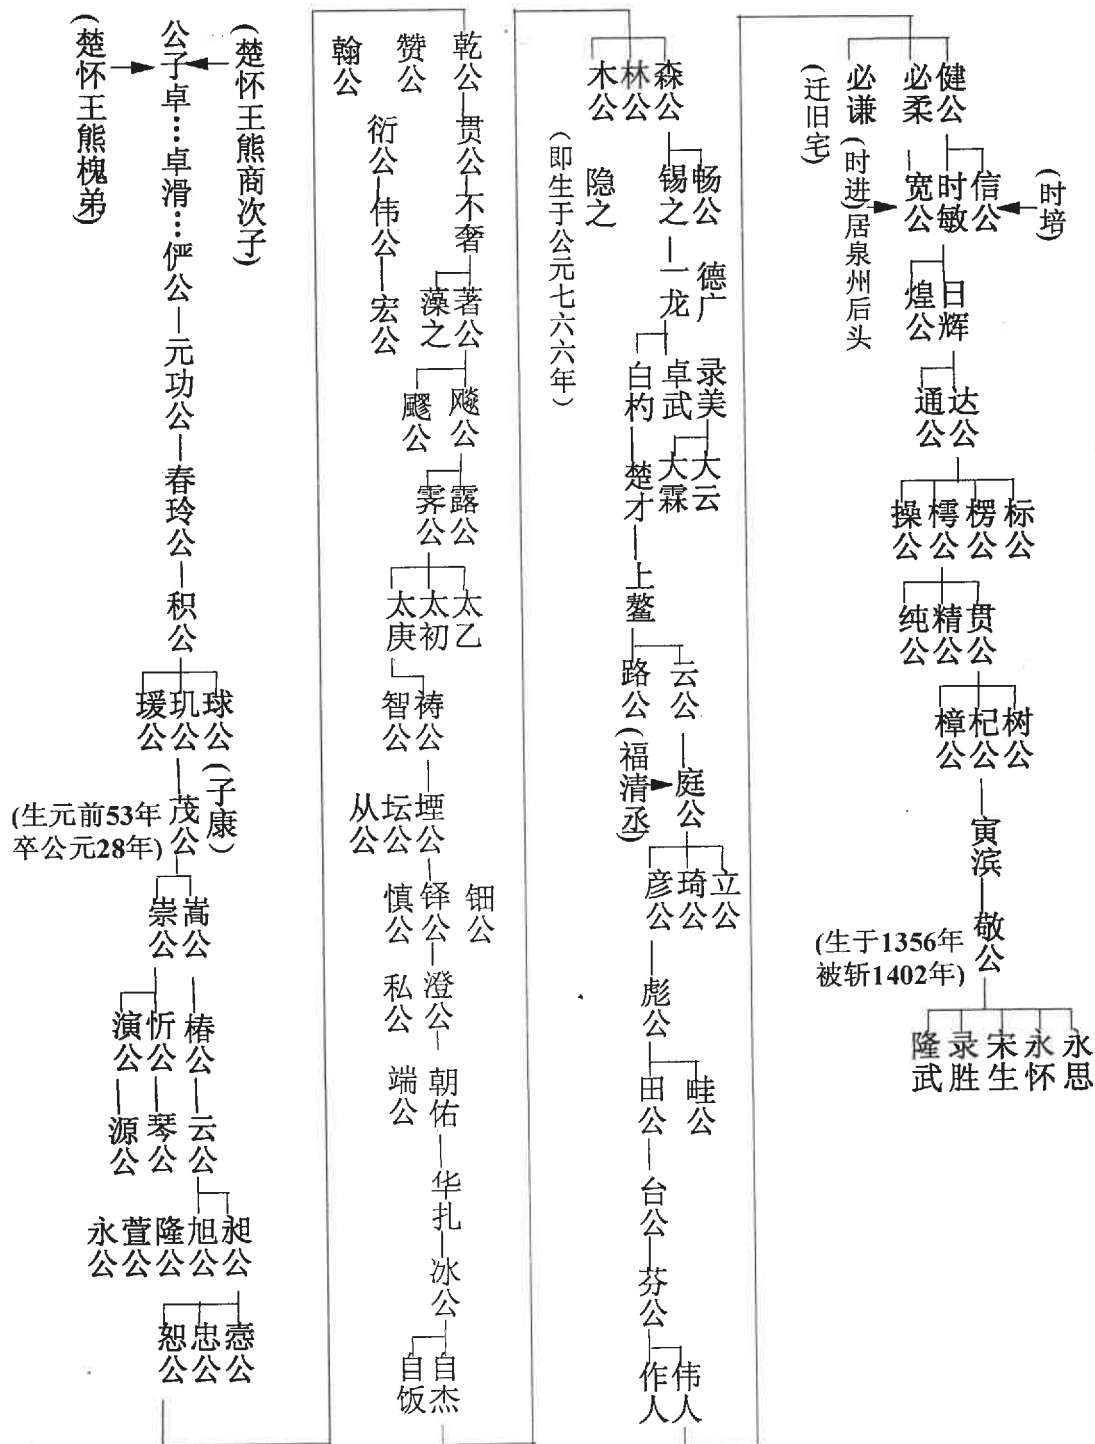 (楚怀王熊槐弟)
公子卓…卓滑…俨公
(楚怀王熊商次子)
元功公
春玲公
积公
瑗公 玑公 球公
(子康)
茂公
(生元前53年
卒公元28年)
崇公 嵩公
演公 忻公 椿公
源公 琴公 云公
永公 萱公 隆公 旭公 昶公
恕公 忠公 悫公
翰公 赞公 乾公
衍公 贯公
伟公 不奢
宏公 藻之 著公
飂公 飚公
霁公 露公
太庚 太初 太乙
智公 祷公
从公 坛公 堙公
慎公 铎公 钿公
私公 澄公
端公 朝佑
华扎
冰公
自饭 自杰
木公 林公 森公
(即生于公元七六六年)
隐之 锡之 畅公
一龙 德广
白杓 卓武 录美
楚才 大霖 大云
上鳌
路公 云公
(福清丞)
庭公
彦公 琦公 立公
彪公
田公 畦公
台公
芬公
作人 伟人
(迁旧宅)
必谦 必柔 健公
(时进)居泉州后头
宽公 时敏 信公
(时培)
煌公 日辉
通公 达公
操公 樗公 楞公 标公
纯公 精公 贯公
樟公 杞公 树公
寅滨
敬公
(生于1356年
被斩1402年)
隆武 录胜 宋生 永怀 永思